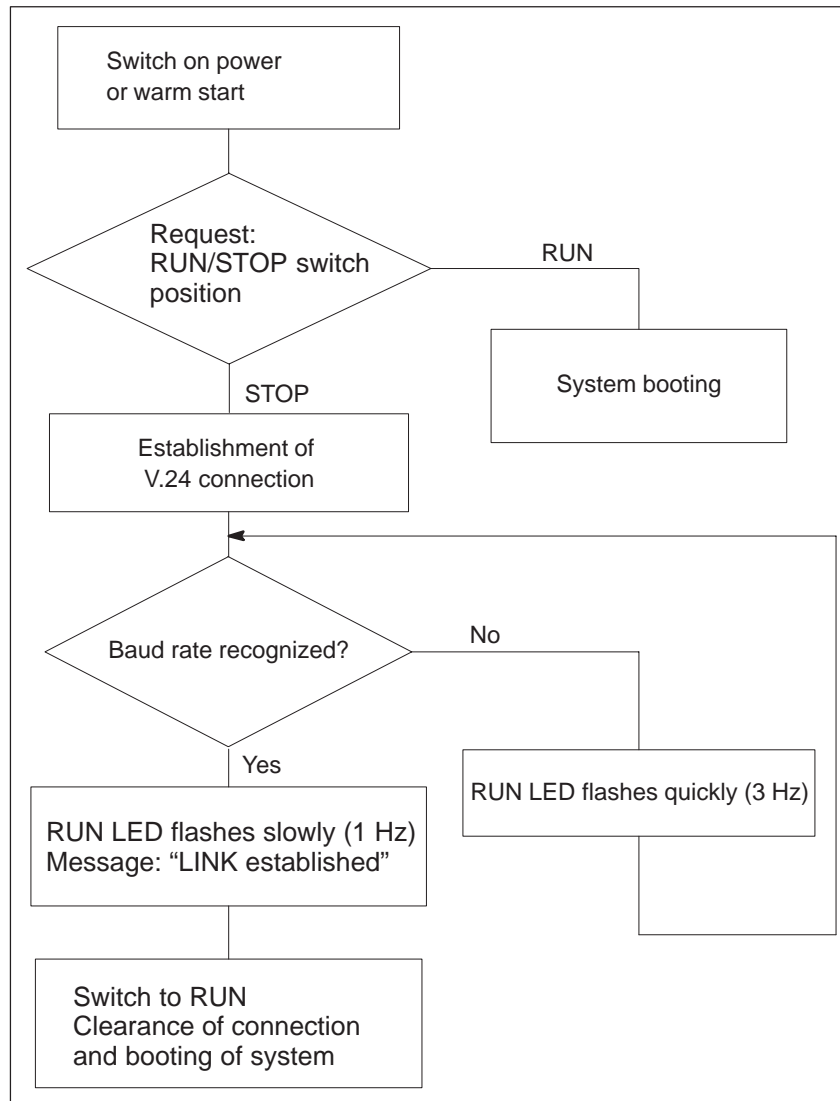 Switch on power
or warm start
Request:
RUN/STOP switch
position
RUN
System booting
STOP
Establishment of
V.24 connection
Baud rate recognized?
No
Yes
RUN LED flashes quickly (3 Hz)
RUN LED flashes slowly (1 Hz)
Message: “LINK established”
Switch to RUN
Clearance of connection
and booting of system